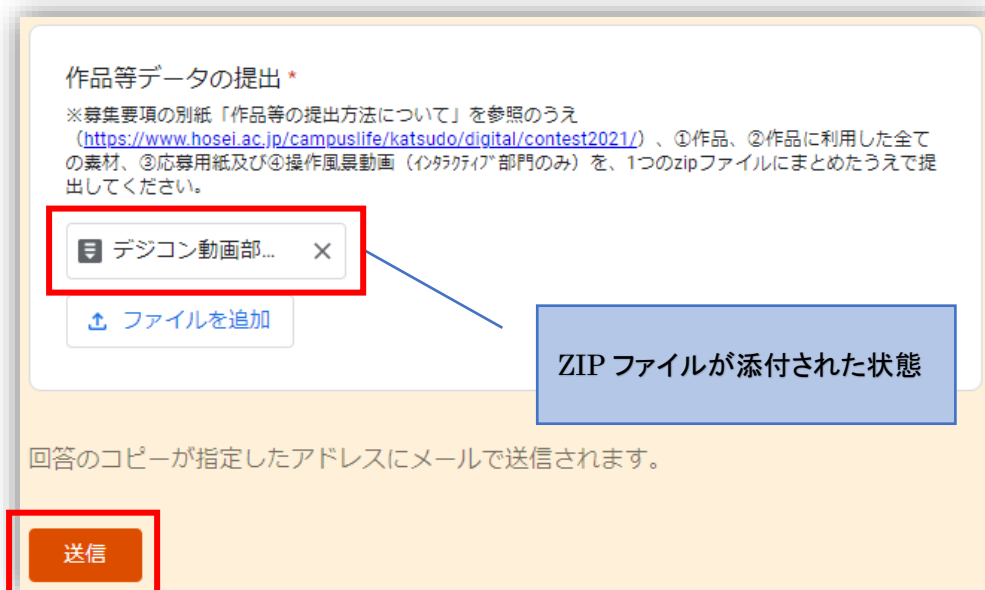 作品等データの提出 *
※募集要項の別紙「作品等の提出方法について」を参照のうえ
（https://www.hosei.ac.jp/campuslife/katsudo/digital/contest2021/）、①作品、②作品に利用した全て
の素材、③応募用紙及び④操作風景動画（ｲﾝﾀﾗｸﾃｨﾌﾞ部門のみ）を、1つのzipファイルにまとめたうえで提
出してください。
デジコン動画部...
ファイルを追加
ZIP ファイルが添付された状態
回答のコピーが指定したアドレスにメールで送信されます。
送信